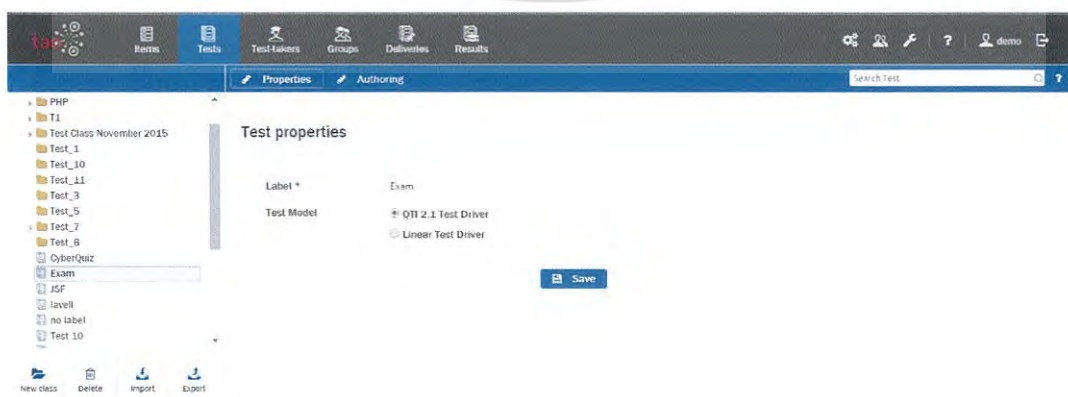 tao
Items Tests Test-takers Groups Deliveries Results ? demo
Properties Authoring Search Test ?
PHP
T1
Test Class November 2015
Test_1
Test_10
Test_11
Test_3
Test_5
Test_7
Test_8
CyberQuiz
Exam
JSF
lavell
no label
Test 10
New class Delete Import Export
Test properties
Label * Exam
Test Model QTI 2.1 Test Driver
Linear Test Driver
Save